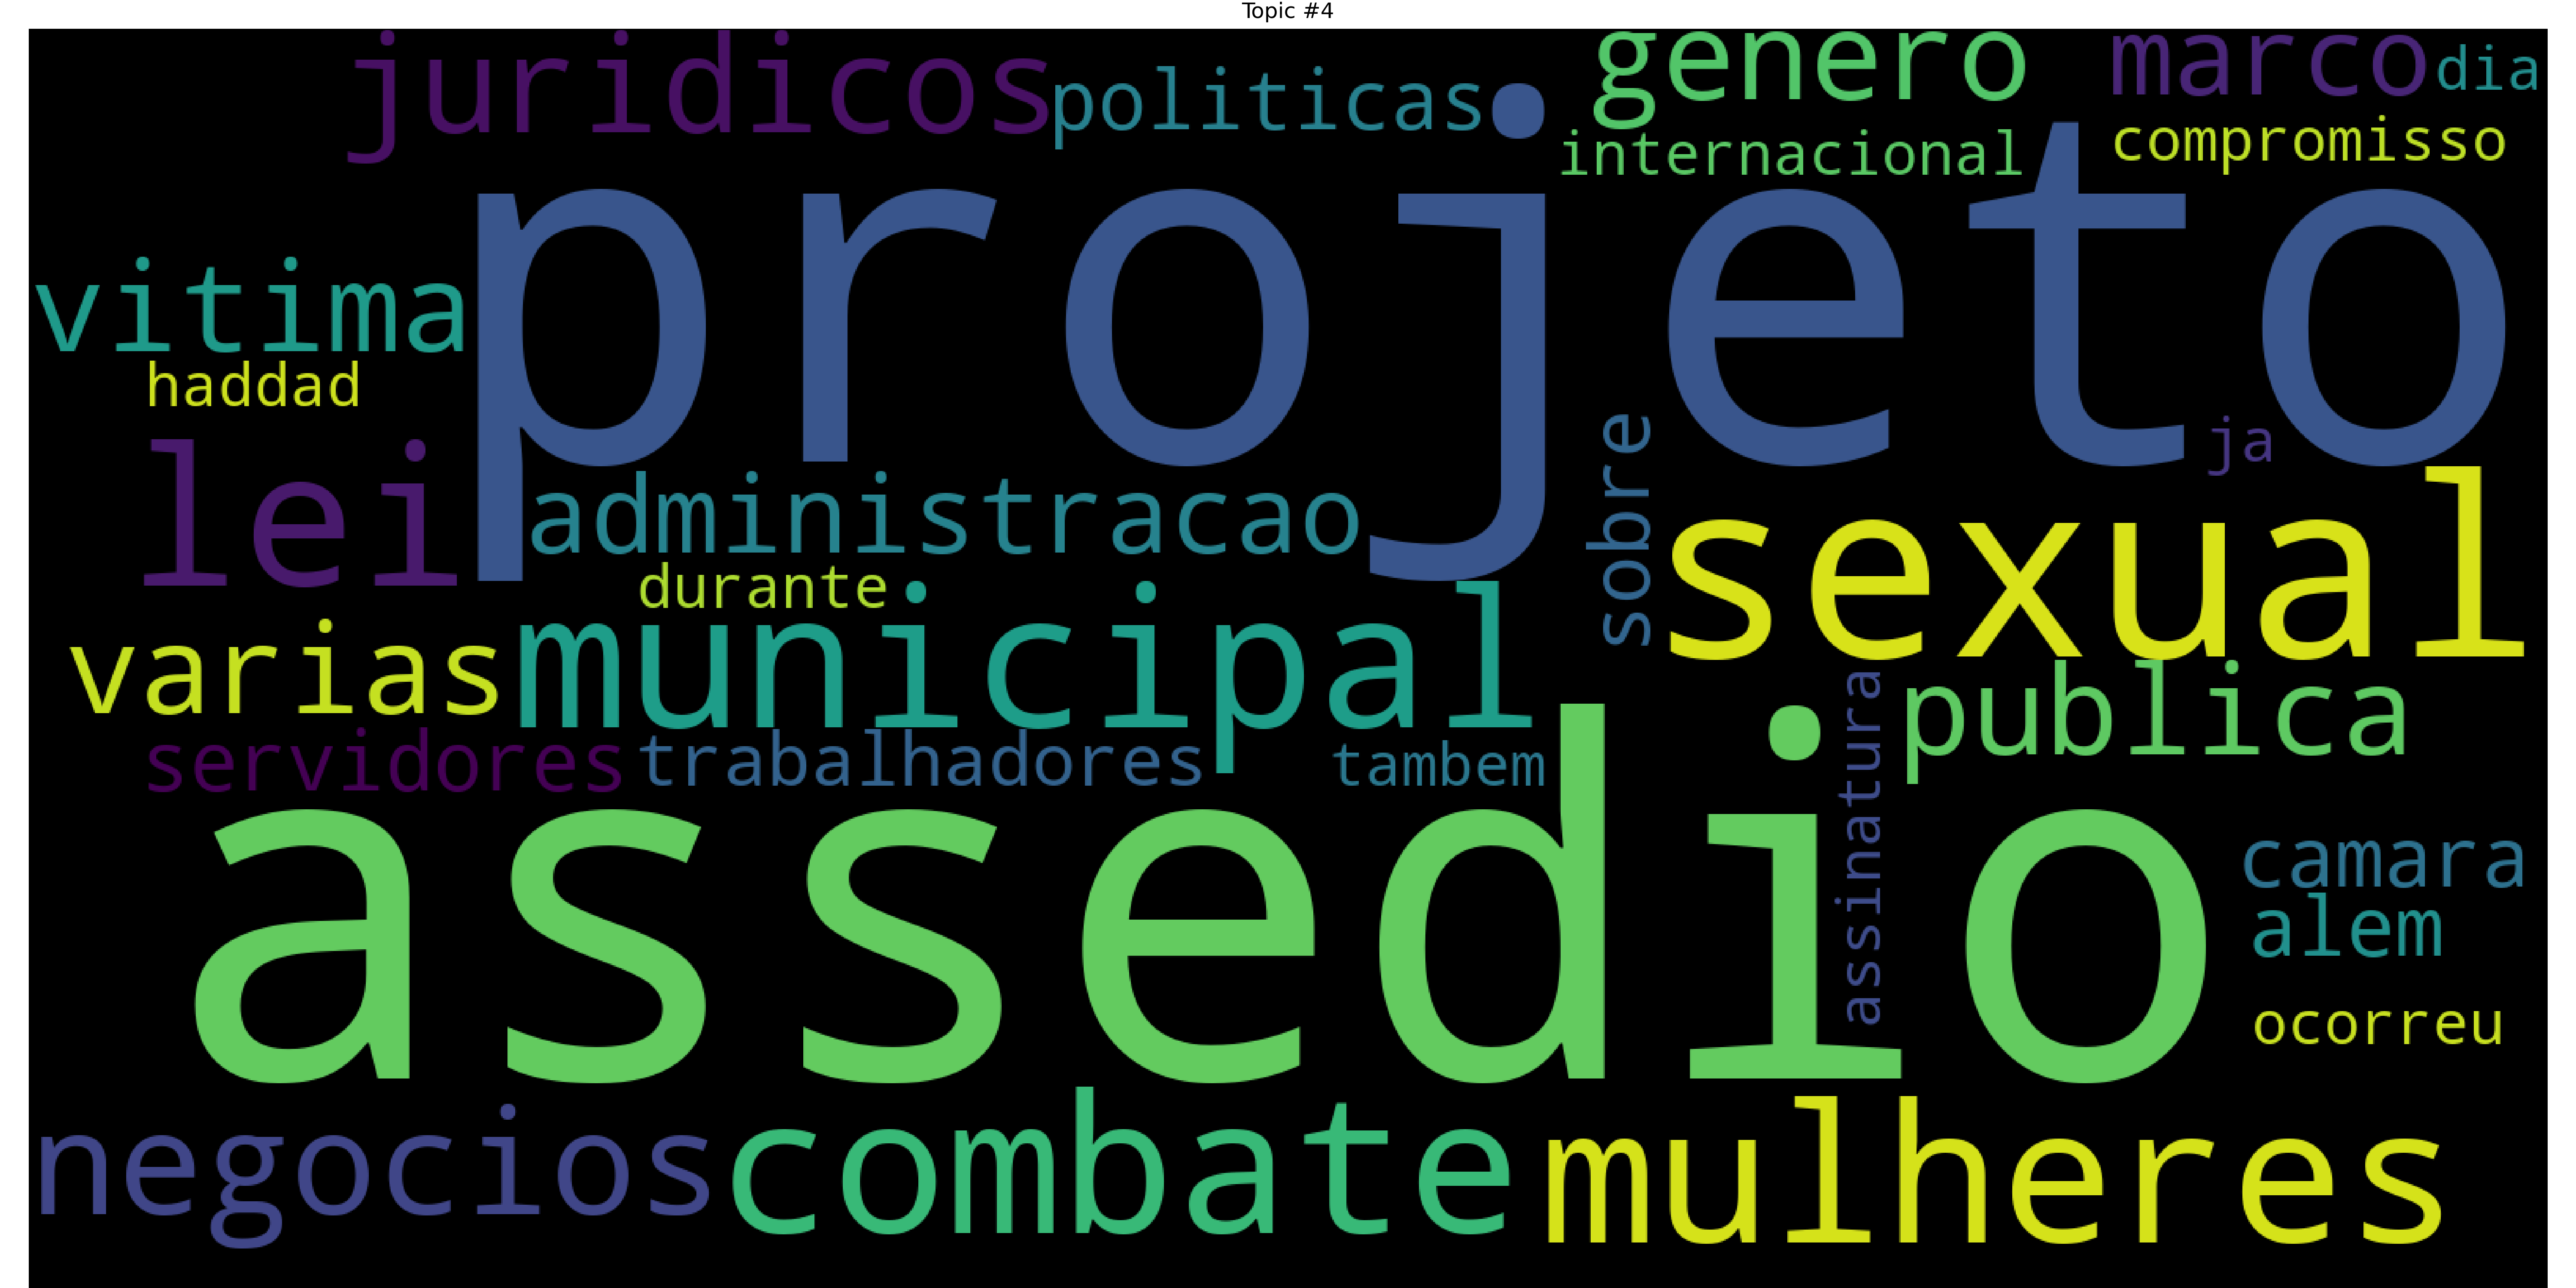 Topic #4
juridicos
politicas
genero
marco
dia
internacional
compromisso
projeto
vitima
haddad
lei
administracao
sobre
ja
sexual
durante
municipal
varias
publica
servidores
trabalhadores
tambem
assinatura
assedio
camara
alem
ocorreu
negocios
combate
mulheres